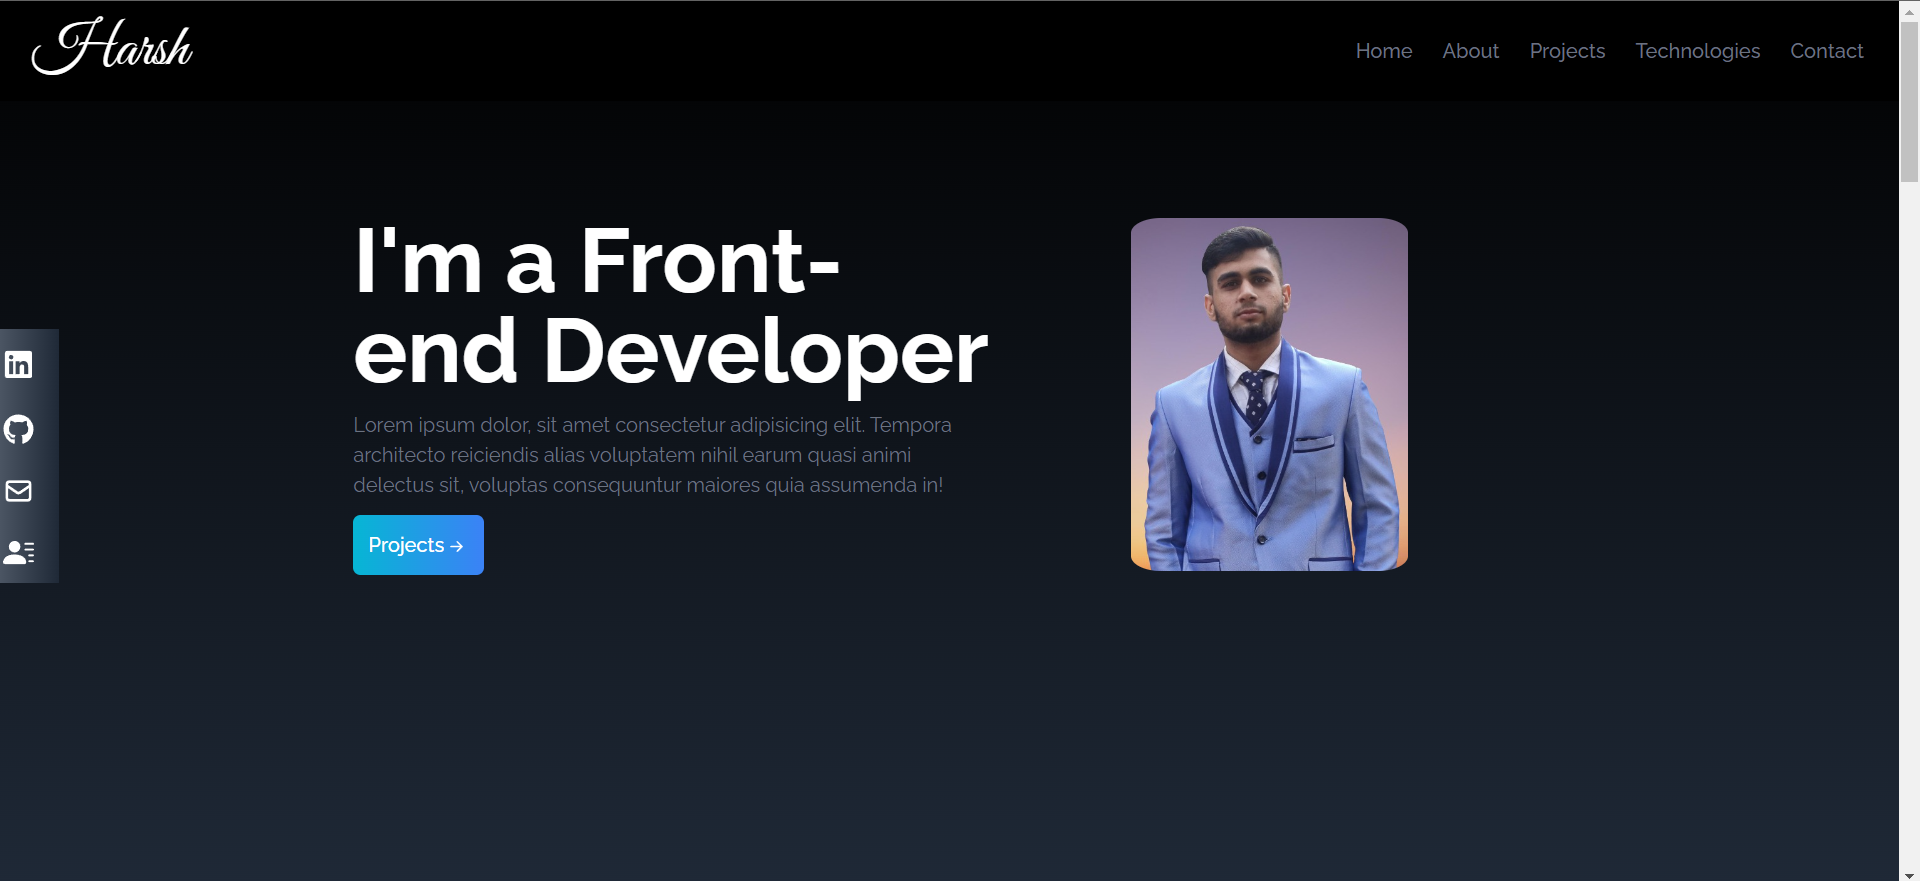 Harsh
Home About Projects Technologies Contact
I'm a Front-
end Developer
Lorem ipsum dolor, sit amet consectetur adipisicing elit. Tempora
architecto reiciendis alias voluptatem nihil earum quasi animi
delectus sit, voluptas consequuntur maiores quia assumenda in!
Projects →
in